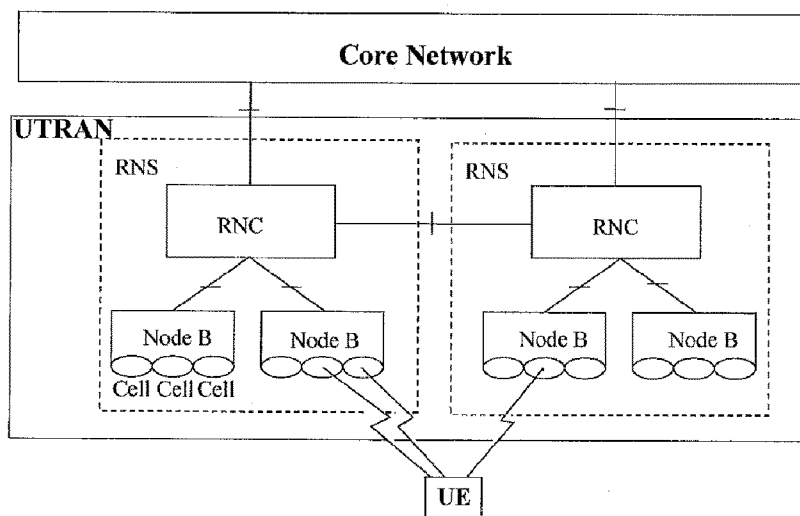 Core Network
UTRAN
RNS
RNS
RNC
RNC
Node B
Node B
Node B
Node B
Cell Cell Cell
UE